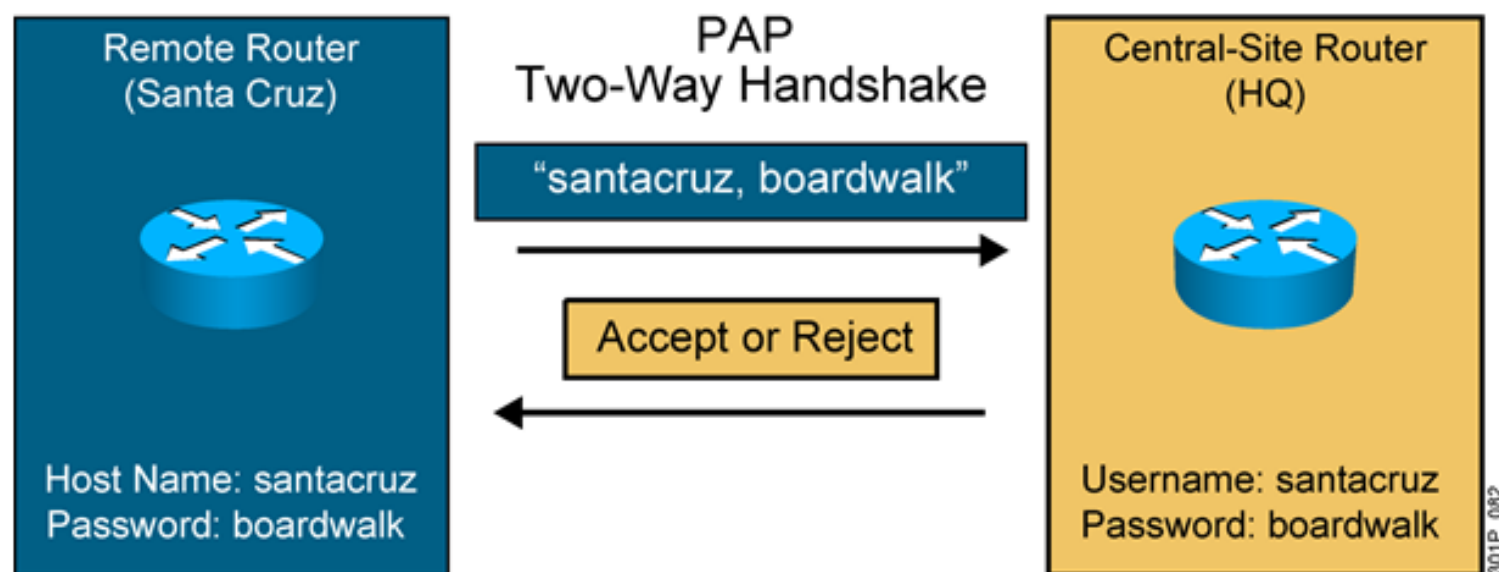 Remote Router
(Santa Cruz)
PAP
Two-Way Handshake
Central-Site Router
(HQ)
“santacruz, boardwalk”
Accept or Reject
Host Name: santacruz
Password: boardwalk
Username: santacruz
Password: boardwalk